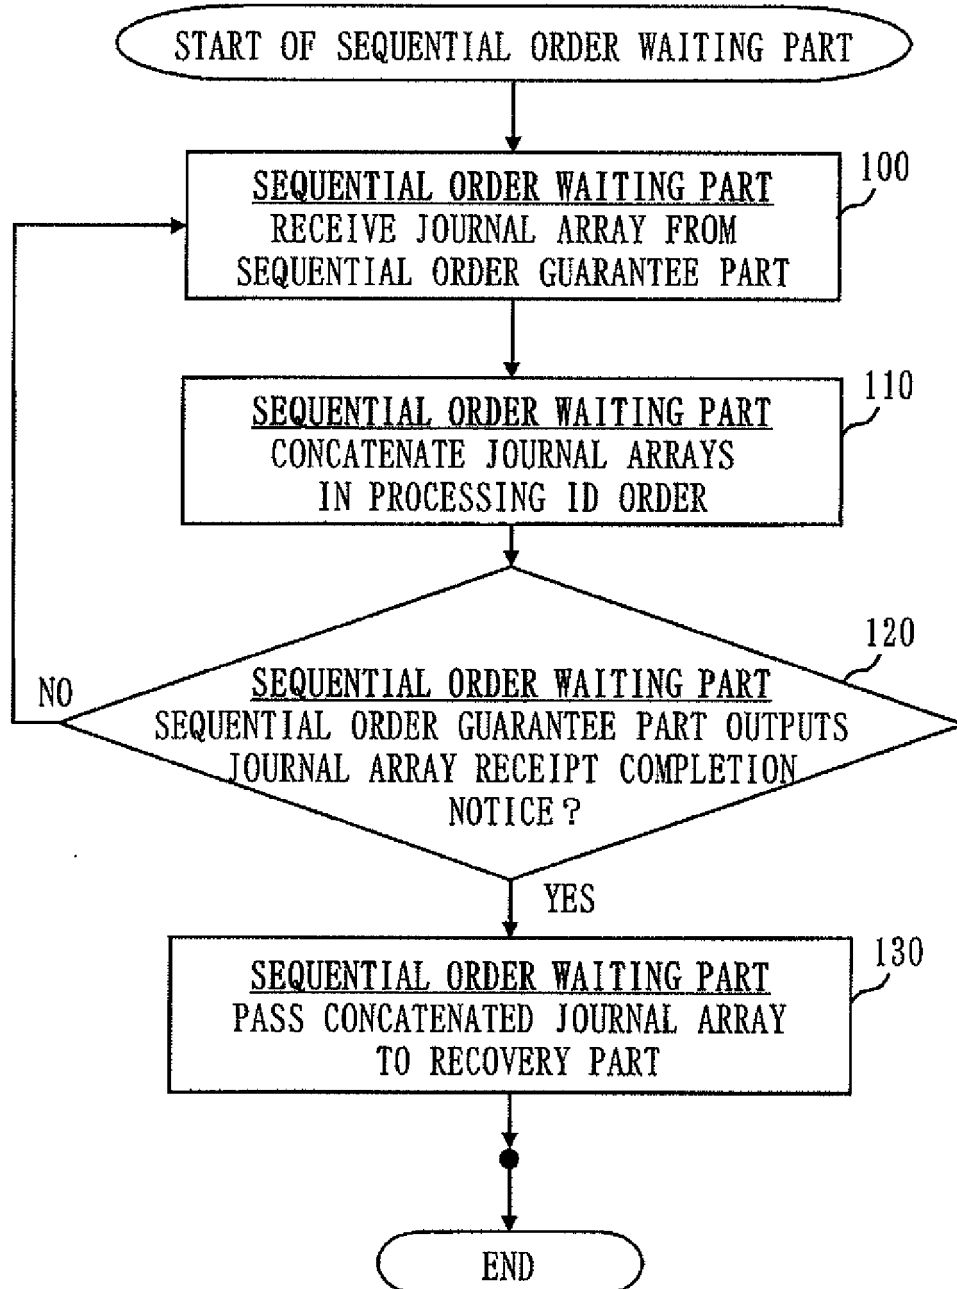 START OF SEQUENTIAL ORDER WAITING PART
100
SEQUENTIAL ORDER WAITING PART
RECEIVE JOURNAL ARRAY FROM
SEQUENTIAL ORDER GUARANTEE PART
110
SEQUENTIAL ORDER WAITING PART
CONCATENATE JOURNAL ARRAYS
IN PROCESSING ID ORDER
120
NO
SEQUENTIAL ORDER WAITING PART
SEQUENTIAL ORDER GUARANTEE PART OUTPUTS
JOURNAL ARRAY RECEIPT COMPLETION
NOTICE?
YES
130
SEQUENTIAL ORDER WAITING PART
PASS CONCATENATED JOURNAL ARRAY
TO RECOVERY PART
END